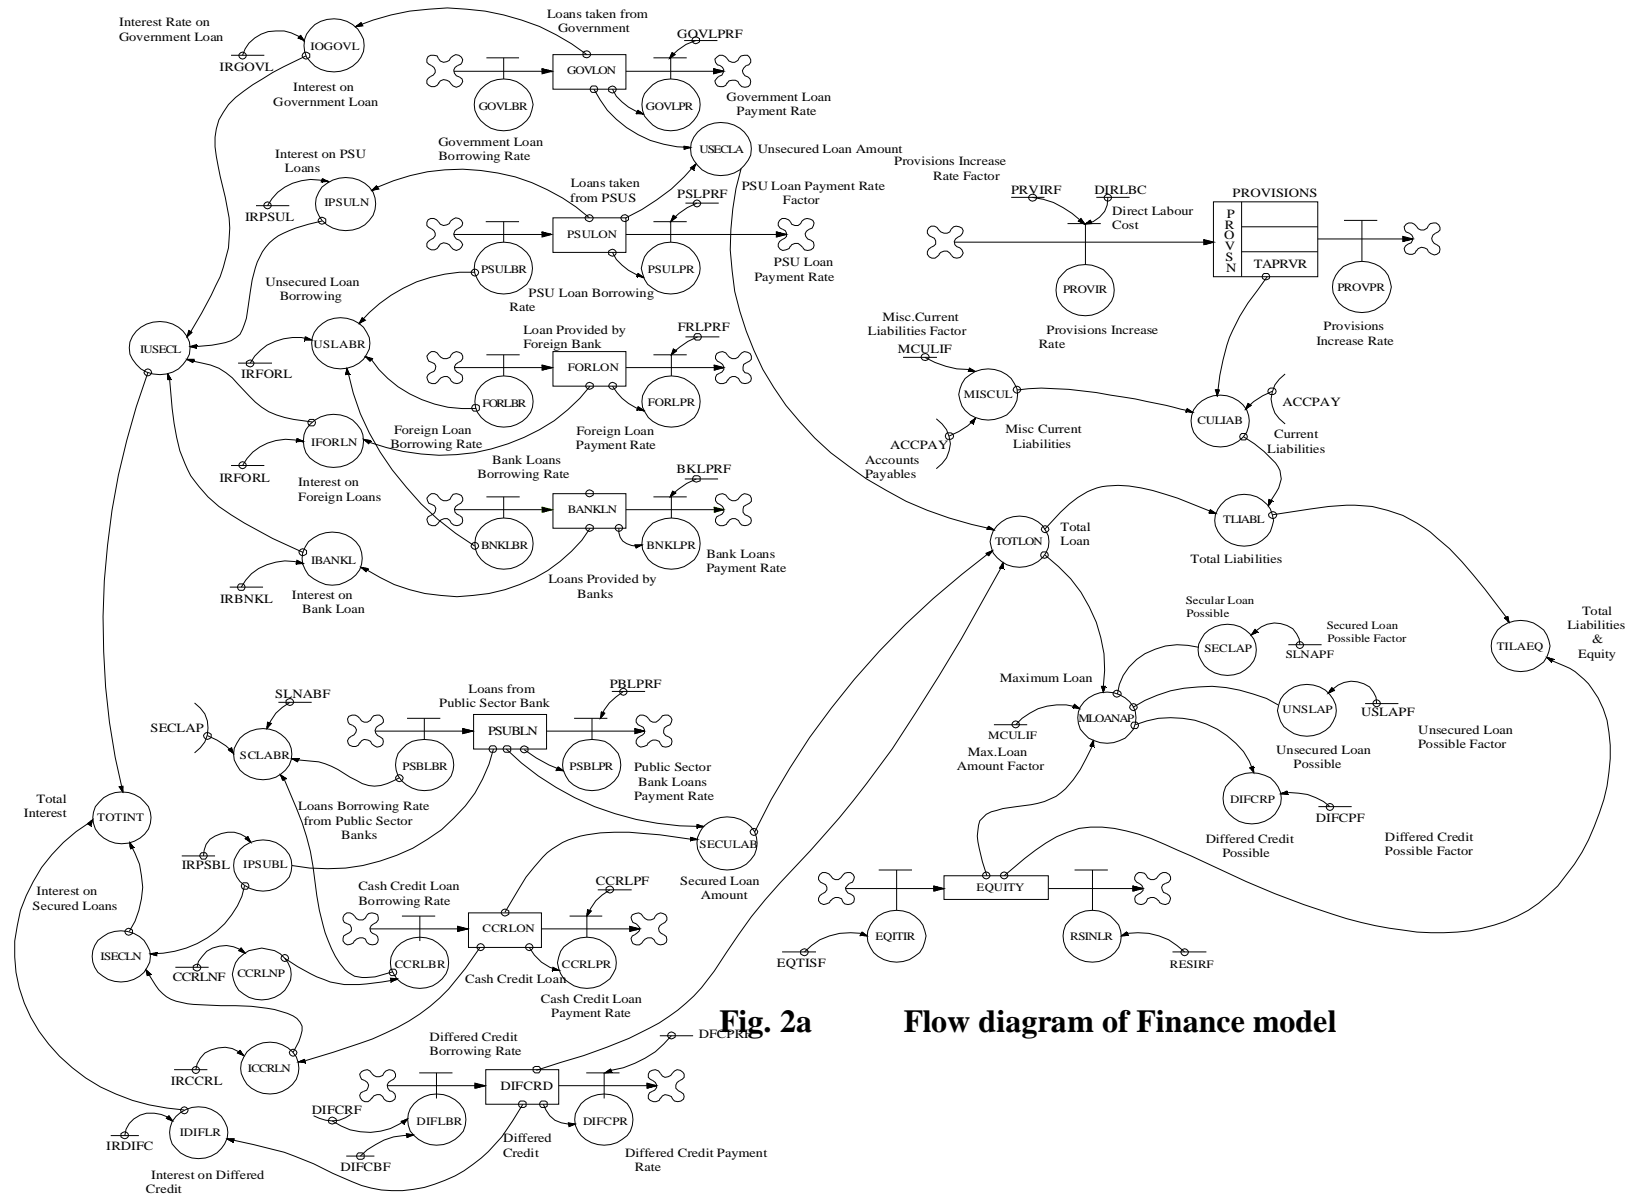 Interest Rate on
Government Loan
IRGOVL
IOGOVL
Interest on
Government Loan
Loans taken from
Government
GOVLPRF
GOVLON
GOVLBR
GOVLPR
Government Loan
Borrowing Rate
Government Loan
Payment Rate
USECLA
Unsecured Loan Amount
Interest on PSU
Loans
IRPSUL
IPSULN
Loans taken
from PSUS
PSLPRF
PSU Loan Payment Rate
Factor
PSULON
PSULBR
PSULPR
PSU Loan
Payment Rate
PSU Loan Borrowing
Rate
Unsecured Loan
Borrowing
USLABR
IRFORL
IUSECL
Loan Provided by
Foreign Bank
FRLPRF
FORLON
FORLBR
FORLPR
Foreign Loan
Borrowing Rate
Foreign Loan
Payment Rate
IFORLN
IRFORL
Interest on
Foreign Loans
Bank Loans
Borrowing Rate
BKLPRF
BANKLN
BNKLBR
BNKLPR
Bank Loans
Payment Rate
Loans Provided by
Banks
IBANKL
IRBNKL
Interest on
Bank Loan
Provisions Increase
Rate Factor
PRVIRF
DIRLBC
Direct Labour
Cost
PROVISIONS
PROVSN
TAPRVR
PROVIR
PROVPR
Provisions Increase
Rate
Provisions
Increase Rate
Misc.Current
Liabilities Factor
MCULIF
MISCUL
ACCPAY
Accounts
Payables
Misc Current
Liabilities
CULIAB
ACCPAY
Current
Liabilities
TOTLON
Total
Loan
TLIABL
Total Liabilities
Secular Loan
Possible
SECLAP
Secured Loan
Possible Factor
SLNAPF
TILAEQ
Total
Liabilities
&
Equity
Maximum Loan
MLOANAP
MCULIF
Max.Loan
Amount Factor
UNSLAP
USLAPF
Unsecured Loan
Possible
Unsecured Loan
Possible Factor
DIFCRP
DIFCPF
Differed Credit
Possible
Differed Credit
Possible Factor
EQUITY
EQITIR
EQTISF
RSINLR
RESIRF
SECLAP
SLNABF
SCLABR
Loans from
Public Sector Bank
PBLPRF
PSUBLN
PSBLBR
PSBLPR
Public Sector
Bank Loans
Payment Rate
Loans Borrowing Rate
from Public Sector
Banks
Total
Interest
TOTINT
IRPSBL
IPSUBL
SECULAB
Secured Loan
Amount
Interest on
Secured Loans
ISECLN
Cash Credit Loan
Borrowing Rate
CCRLPF
CCRLON
CCRLNF
CCRLNP
CCRLBR
CCRLPR
Cash Credit Loan
Cash Credit Loan
Payment Rate
Fig. 2a Flow diagram of Finance model
IRCCRL
ICCRLN
Differed Credit
Borrowing Rate
DFCPRF
DIFCRD
DIFCRF
DIFLBR
DIFCBF
DIFCPR
Differed
Credit
Differed Credit Payment
Rate
IRDIFC
IDIFLR
Interest on Differed
Credit